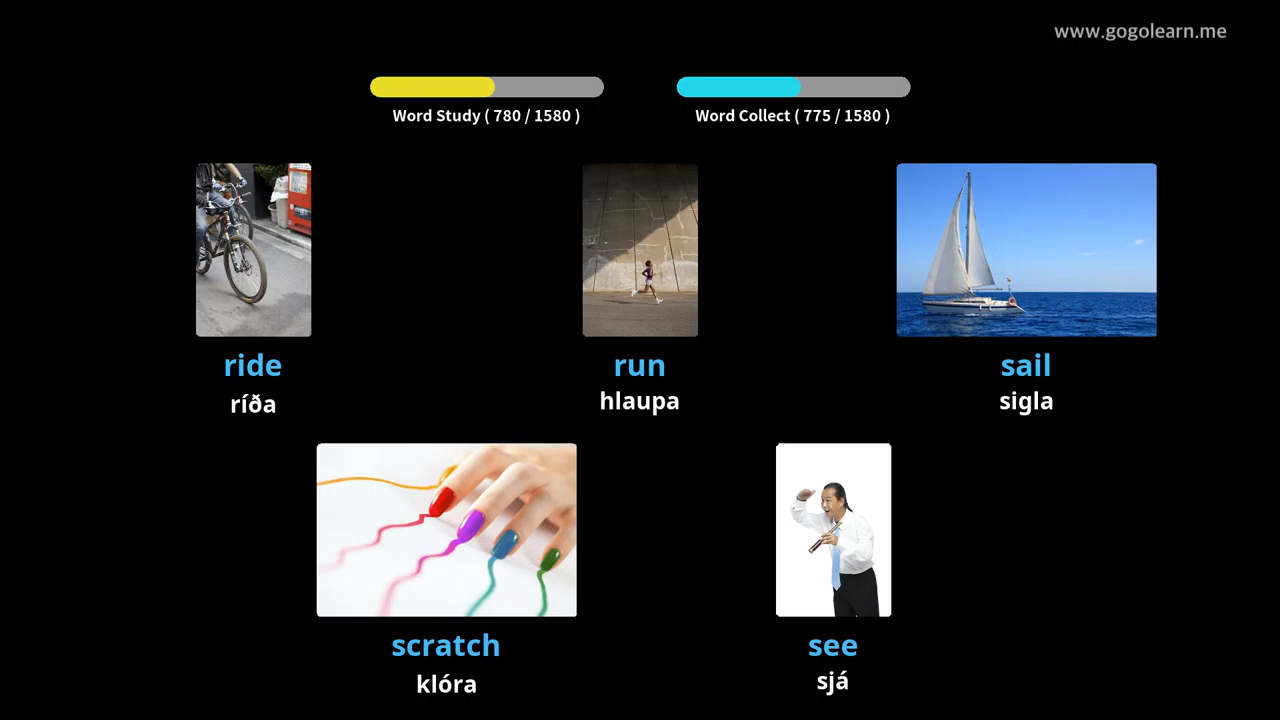 www.gogolearn.me
Word Study ( 780 / 1580 )
Word Collect ( 775 / 1580 )
ride
ríða
run
hlaupa
sail
sigla
scratch
klóra
see
sjá